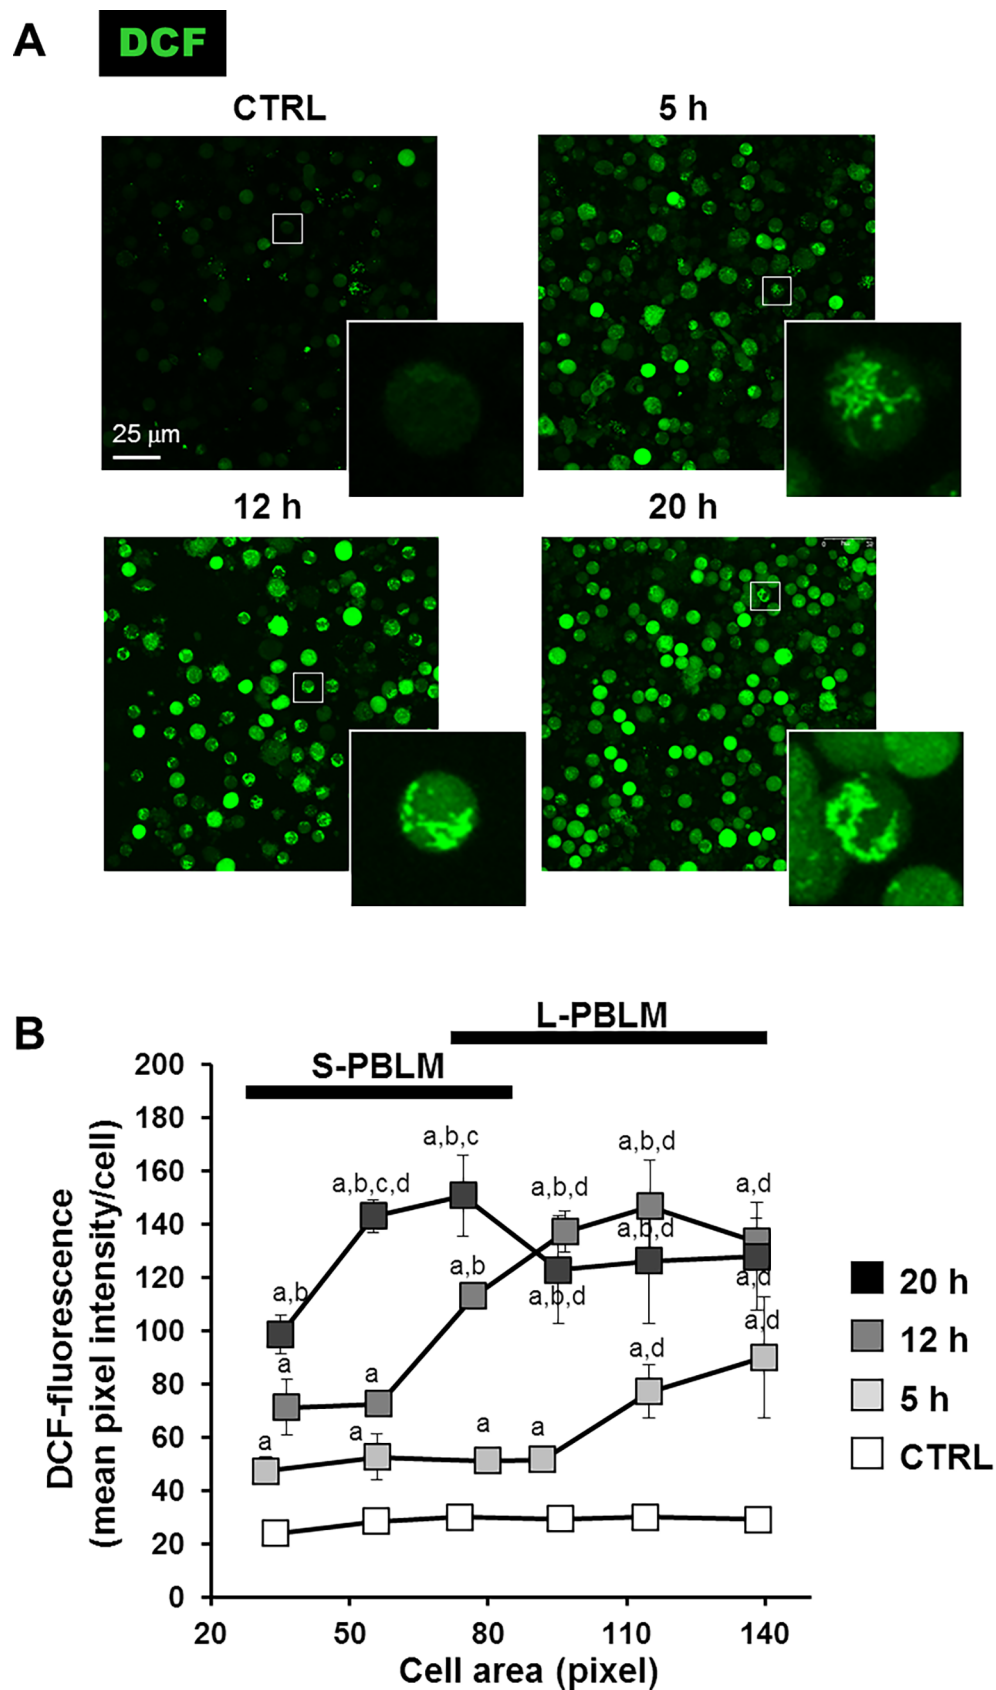 A
DCF
CTRL
5 h
25 μm
12 h
20 h
B
L-PBLM
S-PBLM
DCF-fluorescence
(mean pixel intensity/cell)
200
180
160
140
120
100
80
60
40
20
0
a,b
a,b,c,d
a,b,c
a,b,d
a,b,d
a,d
a
a
a,b
a,b,d
a,b,d
a,d
a
a
a
a
a,d
a,d
20 h
12 h
5 h
CTRL
20
50
80
110
140
Cell area (pixel)